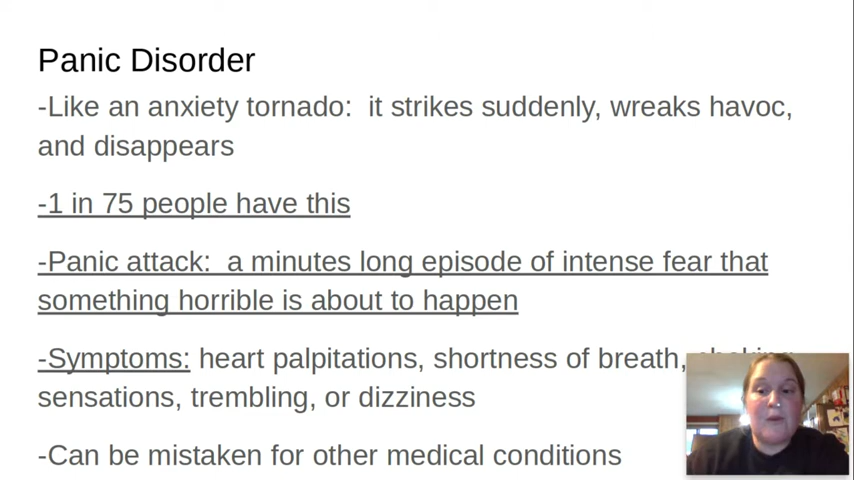 Panic Disorder
-Like an anxiety tornado:  it strikes suddenly, wreaks havoc,
and disappears
-1 in 75 people have this
-Panic attack:  a minutes long episode of intense fear that
something horrible is about to happen
-Symptoms: heart palpitations, shortness of breath,
sensations, trembling, or dizziness
-Can be mistaken for other medical conditions